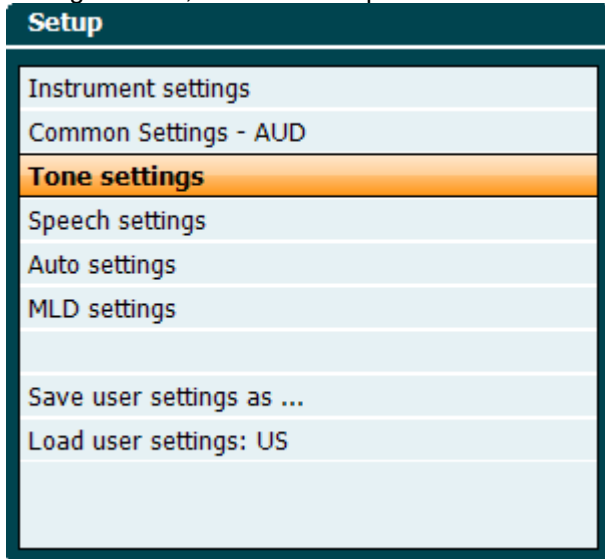 Setup
Instrument settings
Common Settings - AUD
Tone settings
Speech settings
Auto settings
MLD settings
Save user settings as ...
Load user settings: US